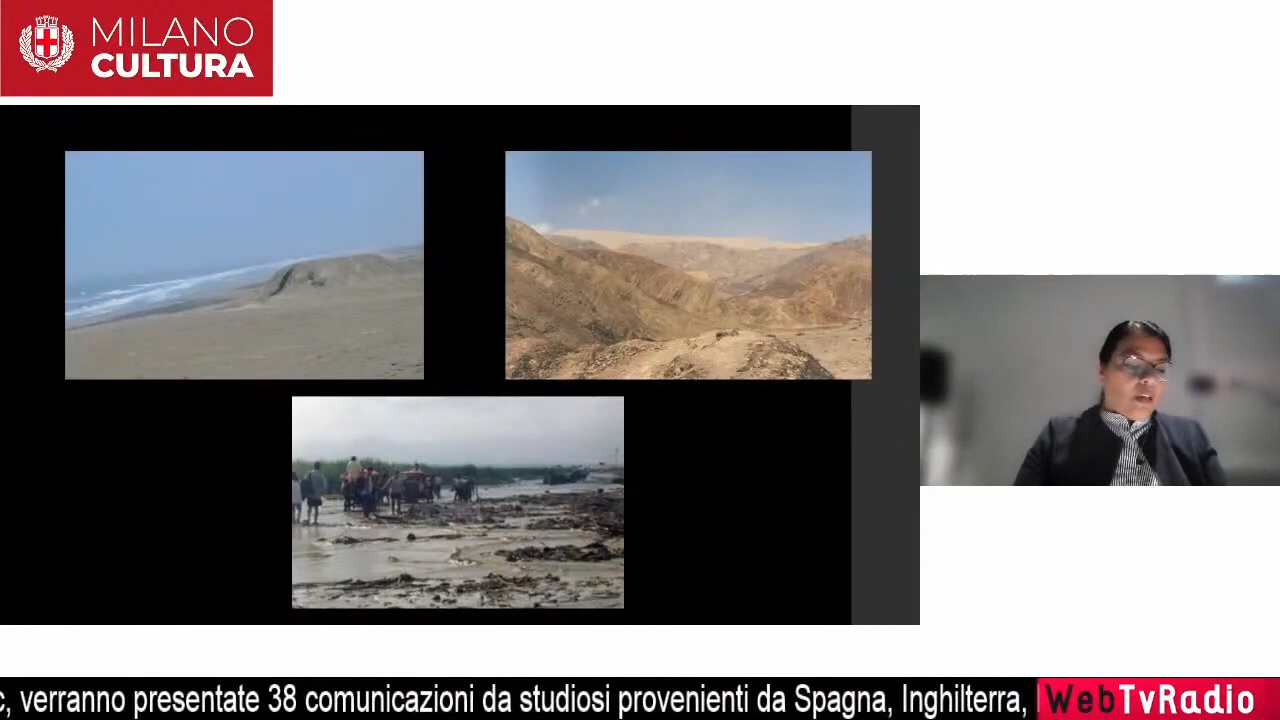 MILANO
CULTURA
c, verranno presentate 38 comunicazioni da studiosi provenienti da Spagna, Inghilterra,
WebTvRadio